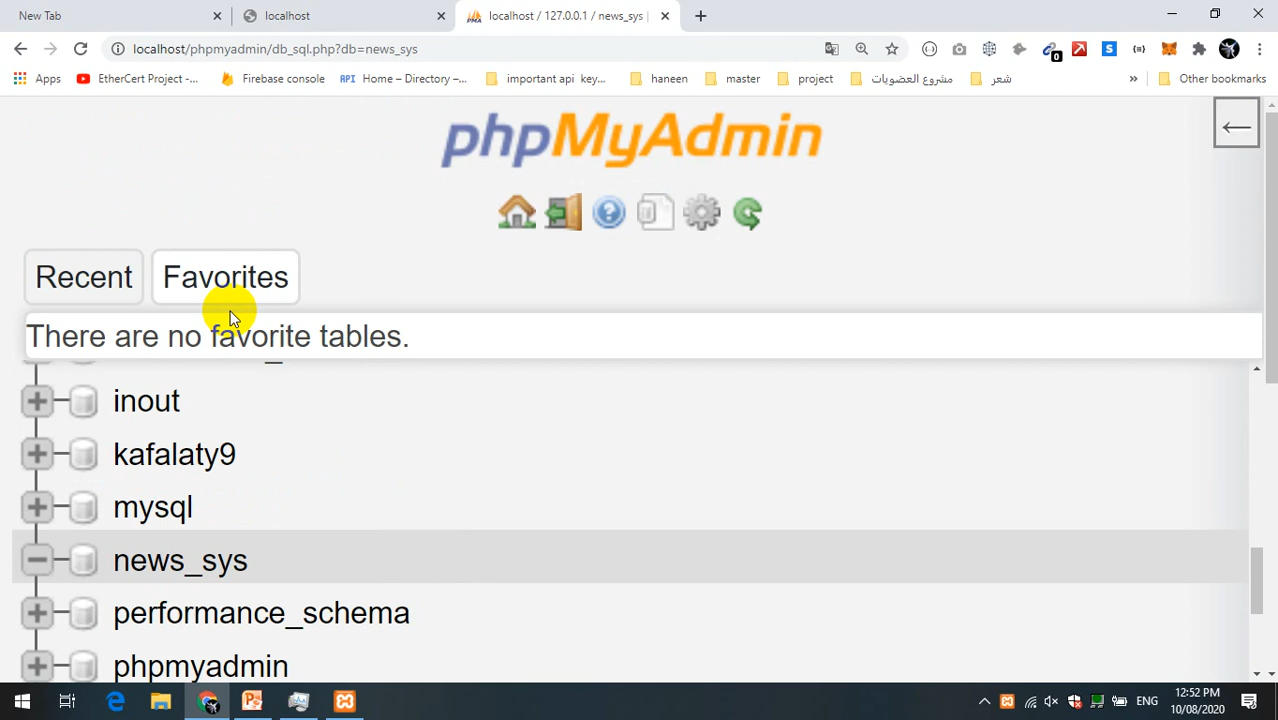 New Tab
localhost
localhost / 127.0.0.1 / news_sys |
localhost/phpmyadmin/db_sql.php?db=news_sys
Apps
EtherCert Project -...
Firebase console
API Home – Directory –...
important api key...
haneen
master
project
مشروع العضويات
شعر
»
Other bookmarks
phpMyAdmin
Recent
Favorites
There are no favorite tables.
inout
kafalaty9
mysql
news_sys
performance_schema
phpmyadmin
ENG
12:52 PM
10/08/2020